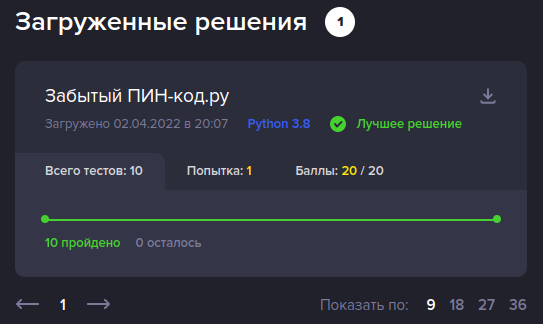 Загруженные решения 1
Забытый ПИН-код.py
Загружено 02.04.2022 в 20:07 Python 3.8 Лучшее решение
Всего тестов: 10 Попытка: 1 Баллы: 20 / 20
10 пройдено 0 осталось
1 Показать по: 9 18 27 36